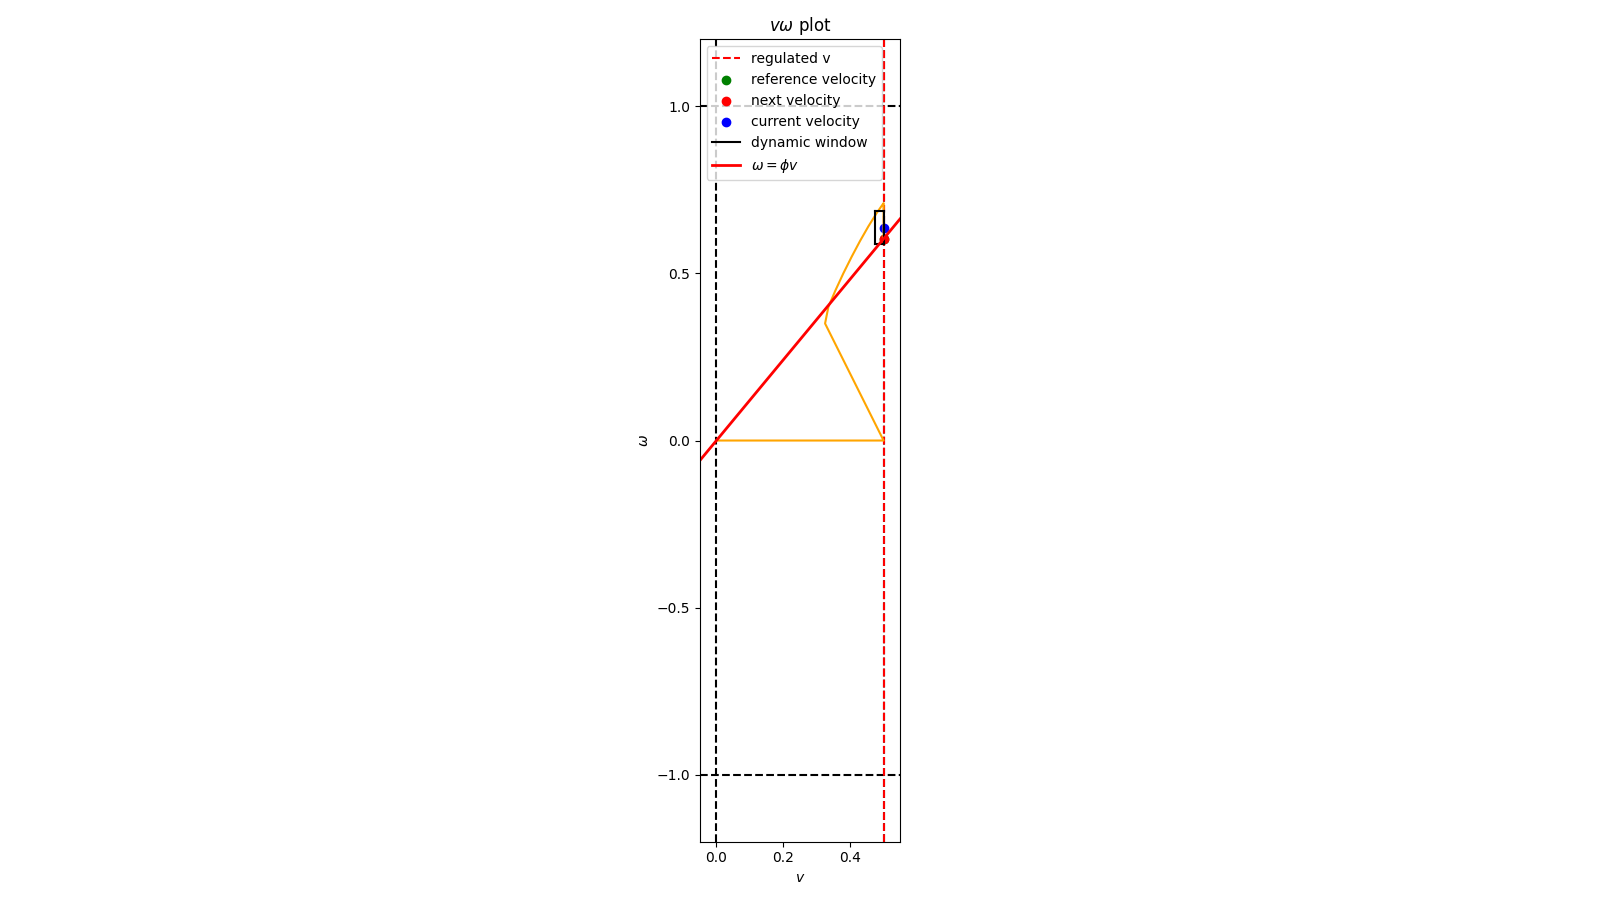 vω plot
regulated v
reference velocity
next velocity
current velocity
dynamic window
ω = ϕv
1.0
0.5
0.0
−0.5
−1.0
ω
0.0 0.2 0.4
v